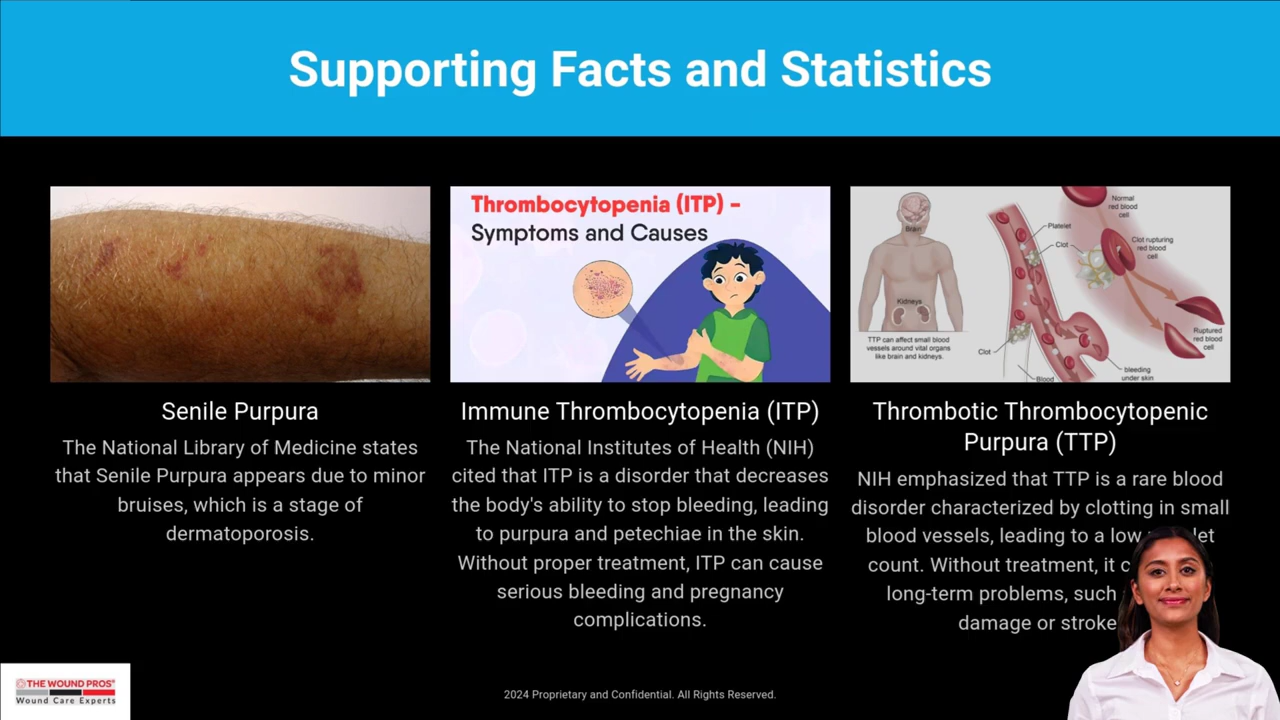 Supporting Facts and Statistics
Thrombocytopenia (ITP) –
Symptoms and Causes
Brain
Kidneys
TTP can affect small blood
vessels around vital organs
like brain and kidneys.
Normal
red blood
cell
Platelet
Clot
Clot rupturing
red blood
cell
Ruptured
red blood
cell
Clot
bleeding
under skin
Blood
Senile Purpura
The National Library of Medicine states
that Senile Purpura appears due to minor
bruises, which is a stage of
dermatoporosis.
Immune Thrombocytopenia (ITP)
The National Institutes of Health (NIH)
cited that ITP is a disorder that decreases
the body's ability to stop bleeding, leading
to purpura and petechiae in the skin.
Without proper treatment, ITP can cause
serious bleeding and pregnancy
complications.
Thrombotic Thrombocytopenic
Purpura (TTP)
NIH emphasized that TTP is a rare blood
disorder characterized by clotting in small
blood vessels, leading to a low
count. Without treatment, it
long-term problems, such
damage or stroke
THE WOUND PROS®
Wound Care Experts
2024 Proprietary and Confidential. All Rights Reserved.